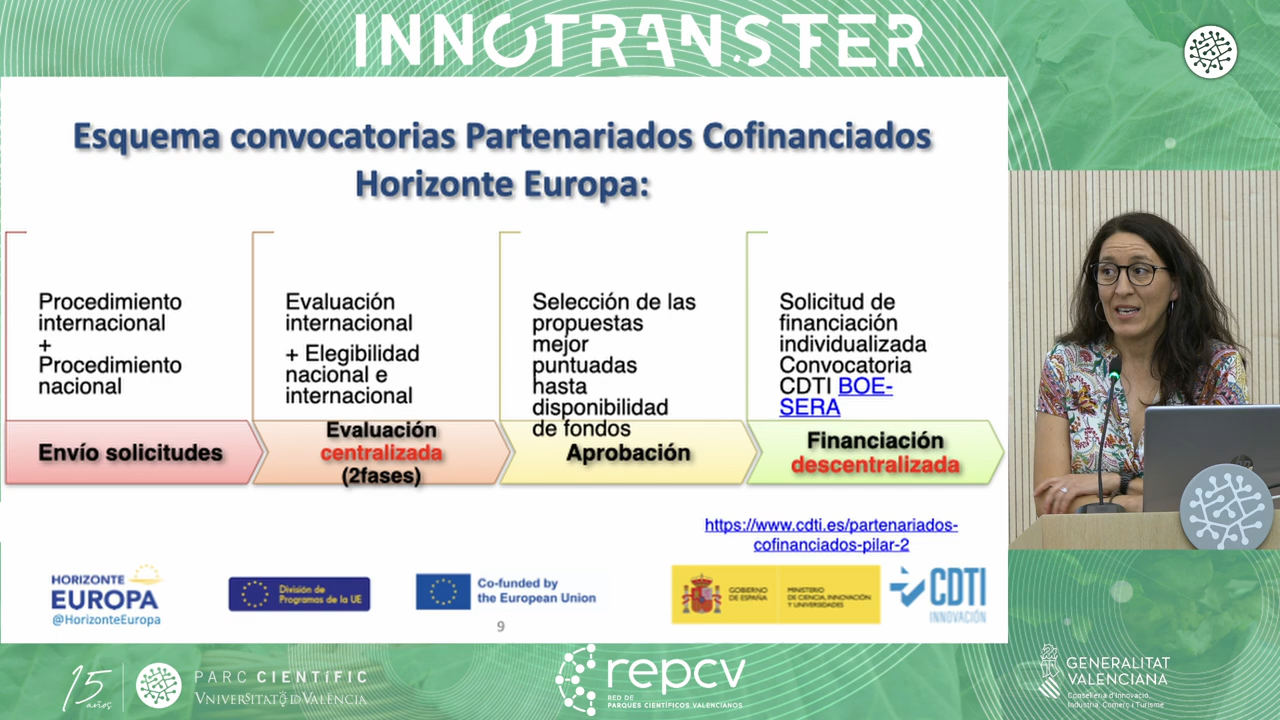 INNOTRANSFER
Esquema convocatorias Partenariados Cofinanciados
Horizonte Europa:
Procedimiento
internacional
+
Procedimiento
nacional
Envío solicitudes
Evaluación
internacional
+ Elegibilidad
nacional e
internacional
Evaluación
centralizada
(2fases)
Selección de las
propuestas
mejor
puntuadas
hasta
disponibilidad
de fondos
Aprobación
Solicitud de
financiación
individualizada
Convocatoria
CDTI BOE-
SERA
Financiación
descentralizada
https://www.cdti.es/partenariados-
cofinanciados-pilar-2
HORIZONTE
EUROPA
@HorizonteEuropa
División de
Programas de la UE
Co-funded by
the European Union
GOBIERNO
DE ESPAÑA
MINISTERIO
DE CIENCIA, INNOVACIÓN
Y UNIVERSIDADES
CDTI
INNOVACIÓN
9
15
años
PARC CIENTÍFIC
VNIVERSITATĪDVALÈNCIA
repcv
RED DE
PARQUES CIENTÍFICOS VALENCIANOS
GENERALITAT
VALENCIANA
Conselleria d'Innovació,
Indústria, Comerç i Turisme